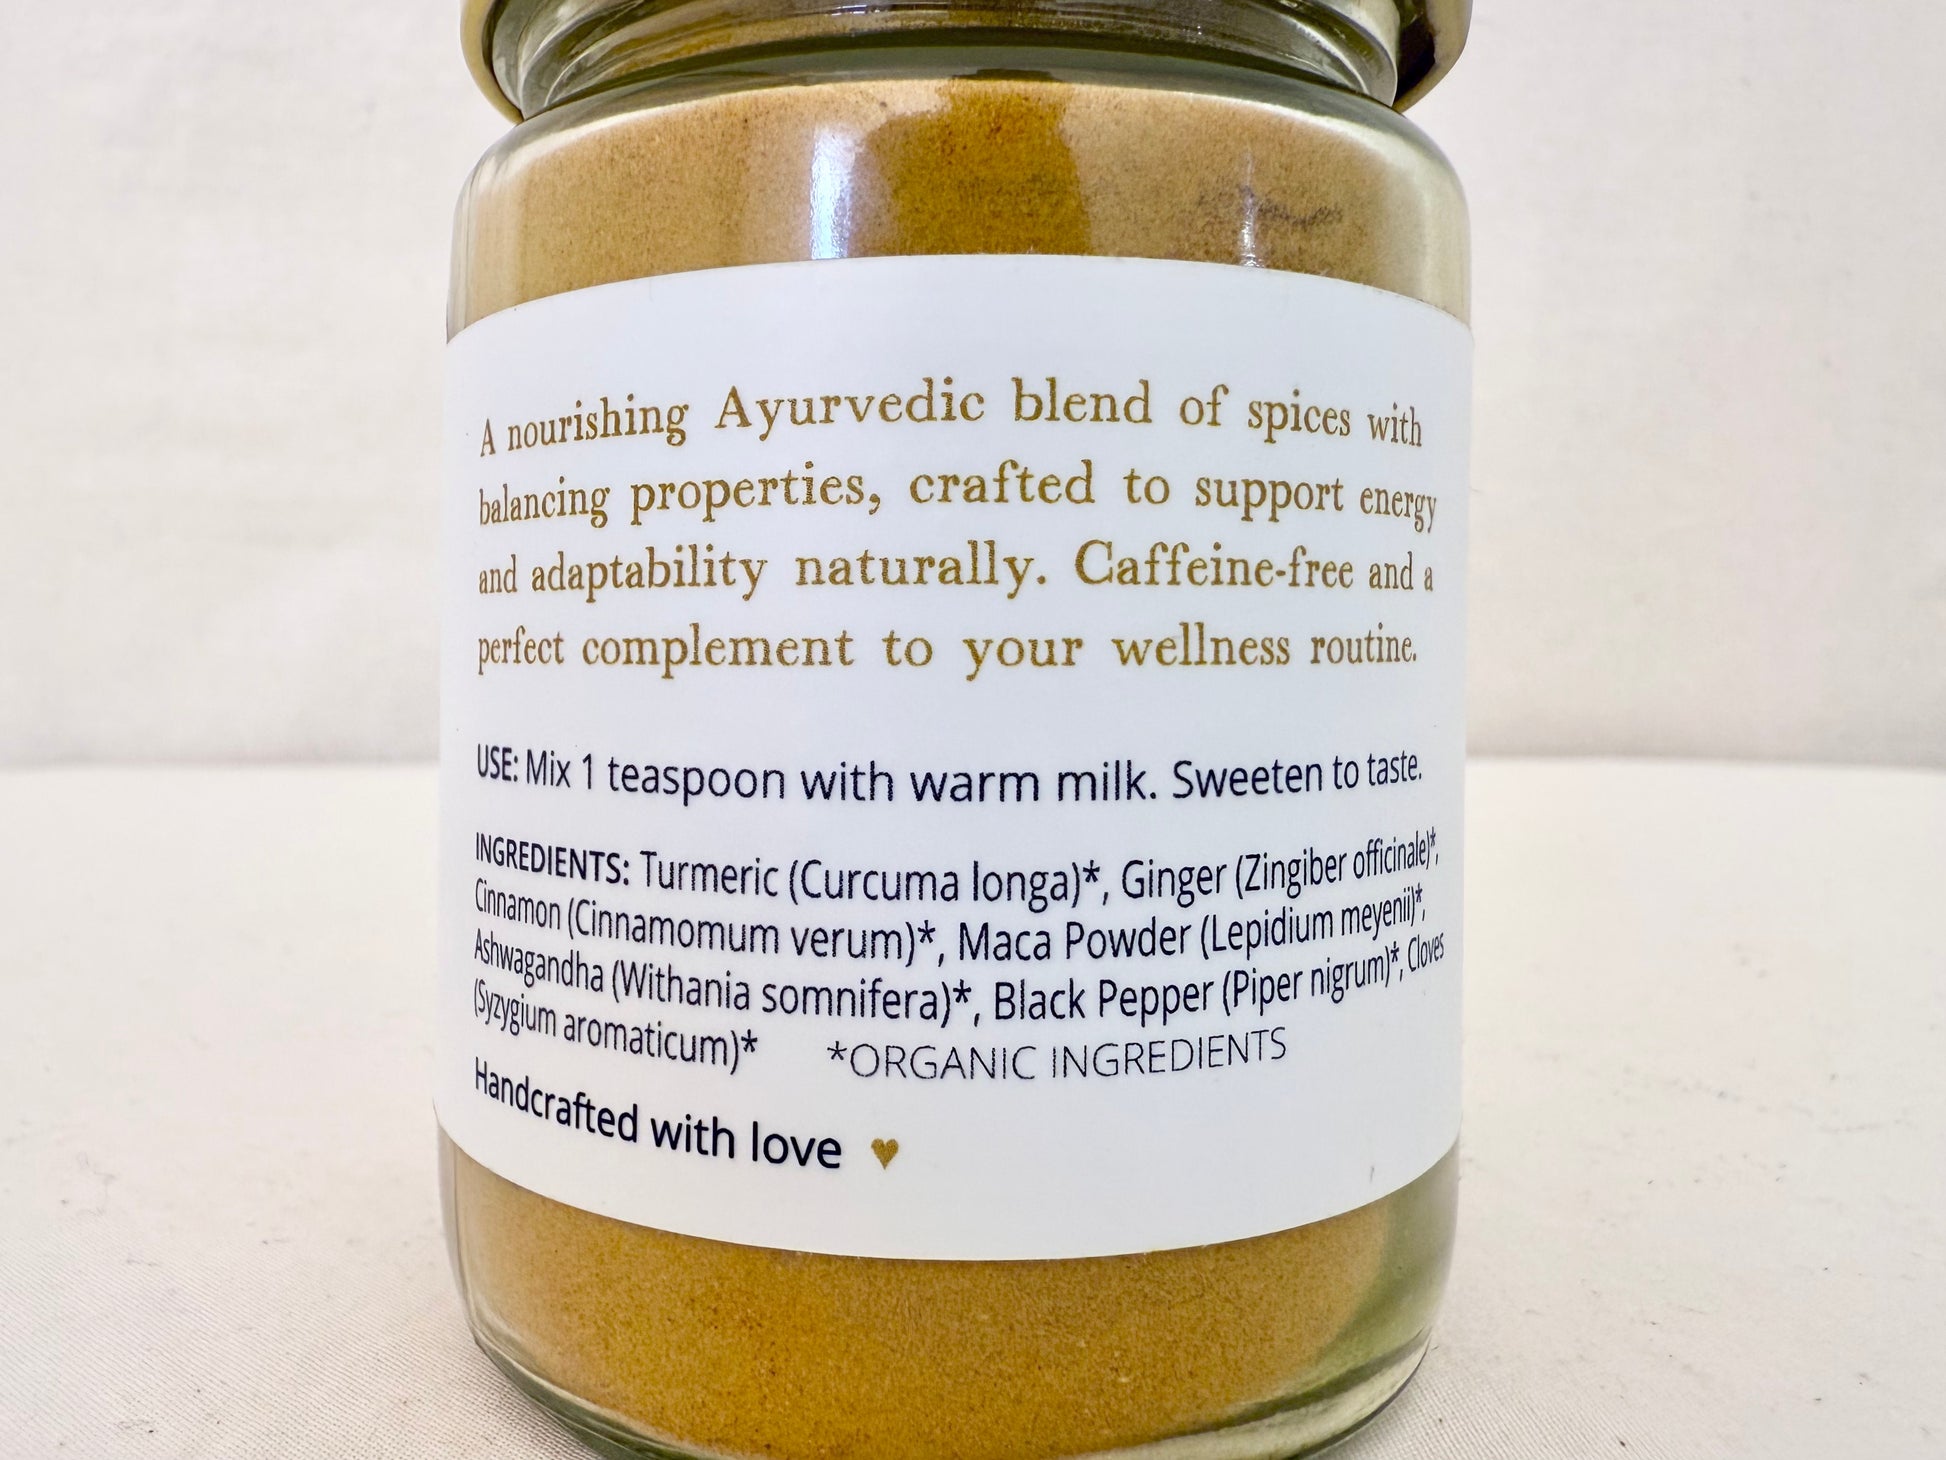 A nourishing Ayurvedic blend of spices with
balancing properties, crafted to support energy
and adaptability naturally. Caffeine-free and a
perfect complement to your wellness routine.
USE: Mix 1 teaspoon with warm milk. Sweeten to taste.
INGREDIENTS: Turmeric (Curcuma longa)*, Ginger (Zingiber officinale)*,
Cinnamon (Cinnamomum verum)*, Maca Powder (Lepidium meyenii)*,
Ashwagandha (Withania somnifera)*, Black Pepper (Piper nigrum)*, Cloves
(Syzygium aromaticum)* *ORGANIC INGREDIENTS
Handcrafted with love ♥